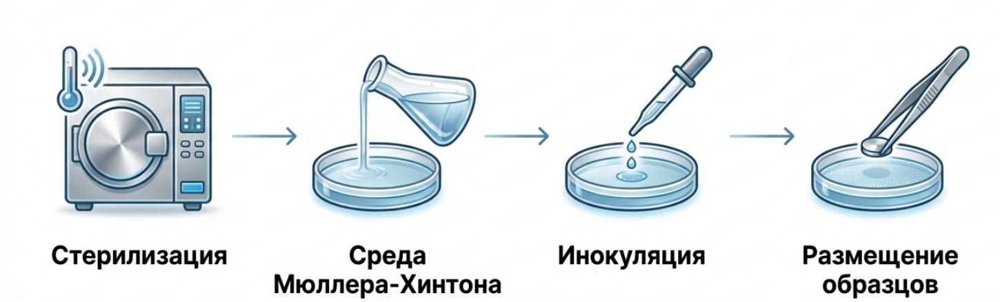 Стерилизация
Среда
Мюллера-Хинтона
Инокуляция
Размещение
образцов